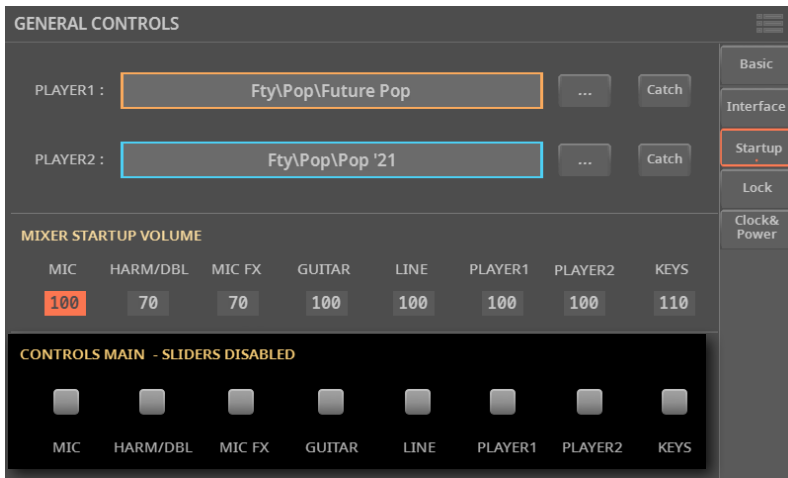 GENERAL CONTROLS
PLAYER1 : Fty\Pop\Future Pop ... Catch
PLAYER2 : Fty\Pop\Pop '21 ... Catch
MIXER STARTUP VOLUME
MIC HARM/DBL MIC FX GUITAR LINE PLAYER1 PLAYER2 KEYS
100 70 70 100 100 100 100 110
CONTROLS MAIN - SLIDERS DISABLED
MIC HARM/DBL MIC FX GUITAR LINE PLAYER1 PLAYER2 KEYS
Basic
Interface
Startup
Lock
Clock&
Power